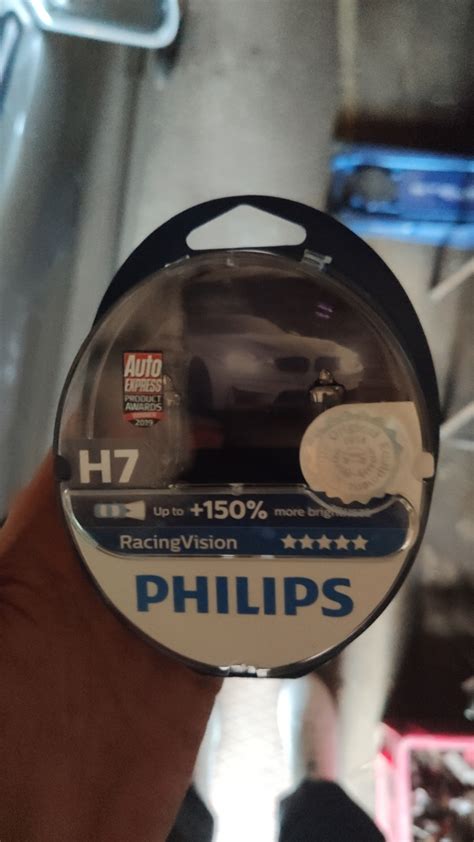 Auto
EXPRESS
PRODUCT
AWARDS
2019
H7
Up to +150% more brightness
RacingVision
PHILIPS